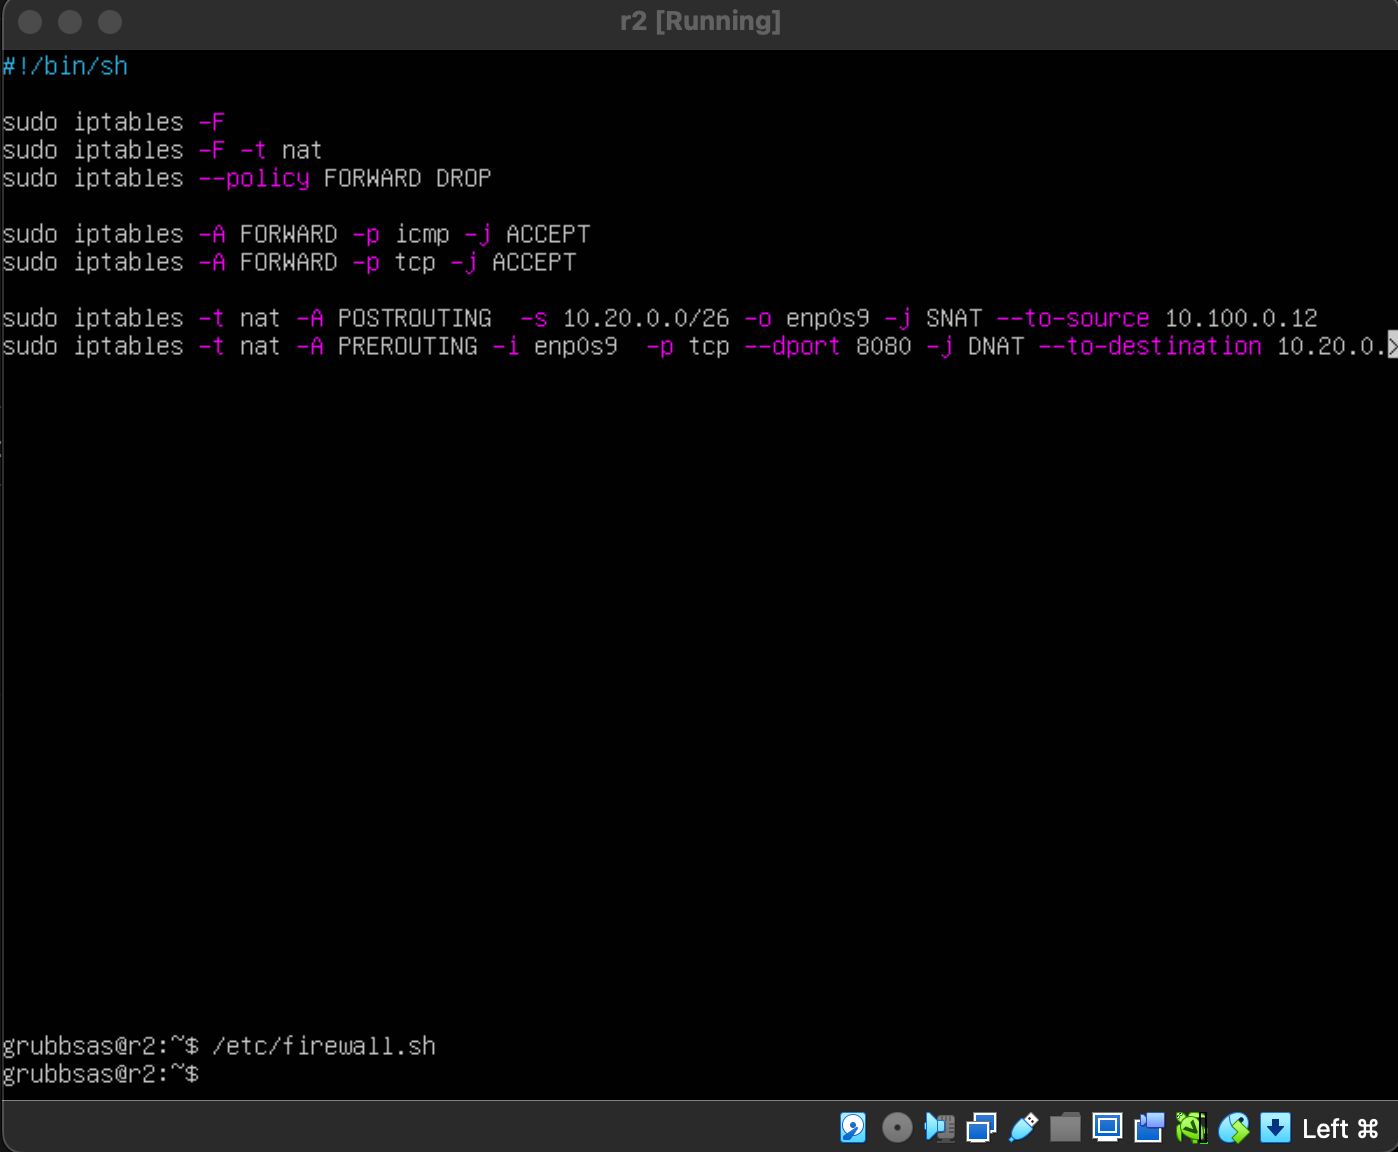 r2 [Running]
#!/bin/sh
sudo iptables -F
sudo iptables -F -t nat
sudo iptables --policy FORWARD DROP
sudo iptables -A FORWARD -p icmp -j ACCEPT
sudo iptables -A FORWARD -p tcp -j ACCEPT
sudo iptables -t nat -A POSTROUTING  -s 10.20.0.0/26 -o enp0s9 -j SNAT --to-source 10.100.0.12
sudo iptables -t nat -A PREROUTING -i enp0s9  -p tcp --dport 8080 -j DNAT --to-destination 10.20.0.>
grubbsas@r2:~$ /etc/firewall.sh
grubbsas@r2:~$
Left ⌘